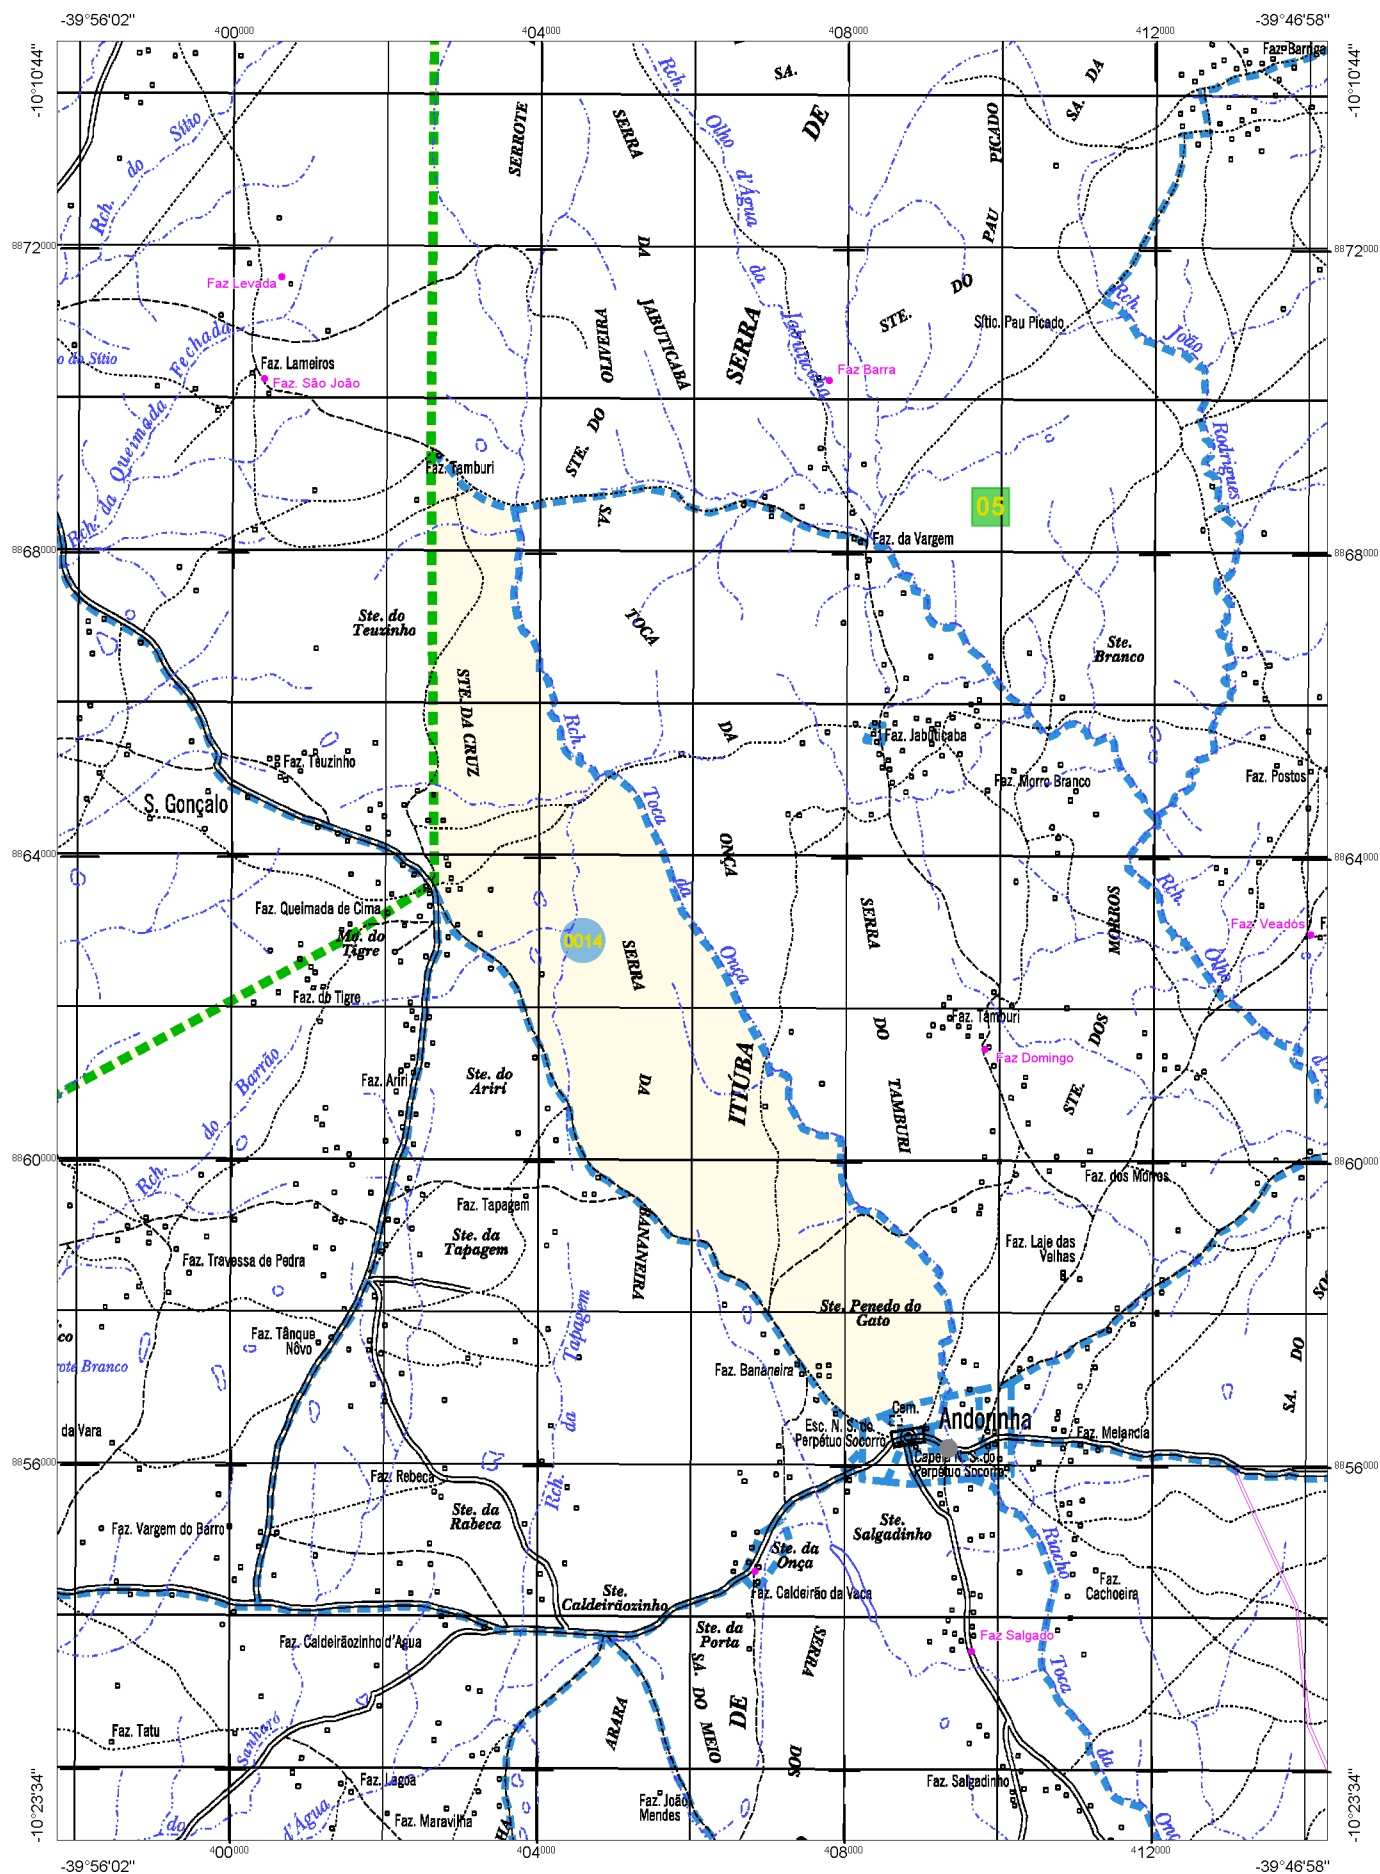 -39°56'02"
-39°46'58"
400000
404000
408000
412000
-10°10'44"
-10°10'44"
Faz. Barriga
SA.
DA
SA.
DE
SERROTE
SERRA
PICADO
Rch.
Olho
d'Água
da
Jabuticaba
Rch.
do
Sítio
8872000
8872000
DA
PAU
DO
STE.
Faz Levada
OLIVEIRA
JABUTICABA
SERRA
Sític. Pau Picado
Rch.
João
Rodrigues
Fechada
o do Sítio
Faz. Lameiros
Faz. São João
Faz Barra
Rch. da Queimada
DO
STE.
Faz. Tamburi
SA.
05
Faz. da Vargem
8868000
8868000
Ste. do
Teuzinho
TOCA
Ste.
Branco
STE. DA CRUZ
Rch.
DA
Faz. Jabuticaba
Faz. Teuzinho
Faz. Morro Branco
Faz. Postos
S. Gonçalo
Toca
da
Onça
ONÇA
8864000
8864000
Rch.
Olho
Faz. Queimada de Cima
SERRA
MORROS
Faz. Veados
F
Mo. do
Tigre
0014
SERRA
Faz. do Tigre
Faz. Tamburi
DO
DOS
Faz Domingo
Rch.
do
Barrão
Faz. Ariri
Ste. do
Arirí
DA
ITIÚBA
TAMBURI
STE.
8860000
8860000
Faz. dos Morros
Faz. Tapagem
Ste. da
Tapagem
BANANEIRA
Faz. Travessa de Pedra
Faz. Laje das
Velhas
Ste. Penedo do
Gato
Faz. Tânque
Nôvo
co
ote Branco
Rch.
da
Tapagem
Faz. Bananeira
DO
SA.
Cem.
Andorinha
Esc. N. S. do
Perpétuo Socorro
Capela N. S. do
Perpétuo Socorro
Faz. Melancia
da Vara
8856000
8856000
Faz. Rebeca
Ste. da
Rabeca
Faz. Vargem do Barro
Ste.
Salgadinho
Ste. da
Onça
Riacho
Toca
da
Faz.
Cachoeira
Faz. Caldeirão da Vaca
Ste.
Caldeirãozinho
Faz. Caldeirãozinho d'Agua
Ste. da
Porta
SERRA
Faz Salgado
SA. DO MEIO
DE
ARARA
DOS
Faz. Tatu
Sanharó
do
d'Água
Faz. Lagoa
Faz. Maravilha
HA
Faz. João
Mendes
Faz. Salgadinho
-10°23'34"
-10°23'34"
400000
404000
408000
412000
-39°56'02"
-39°46'58"